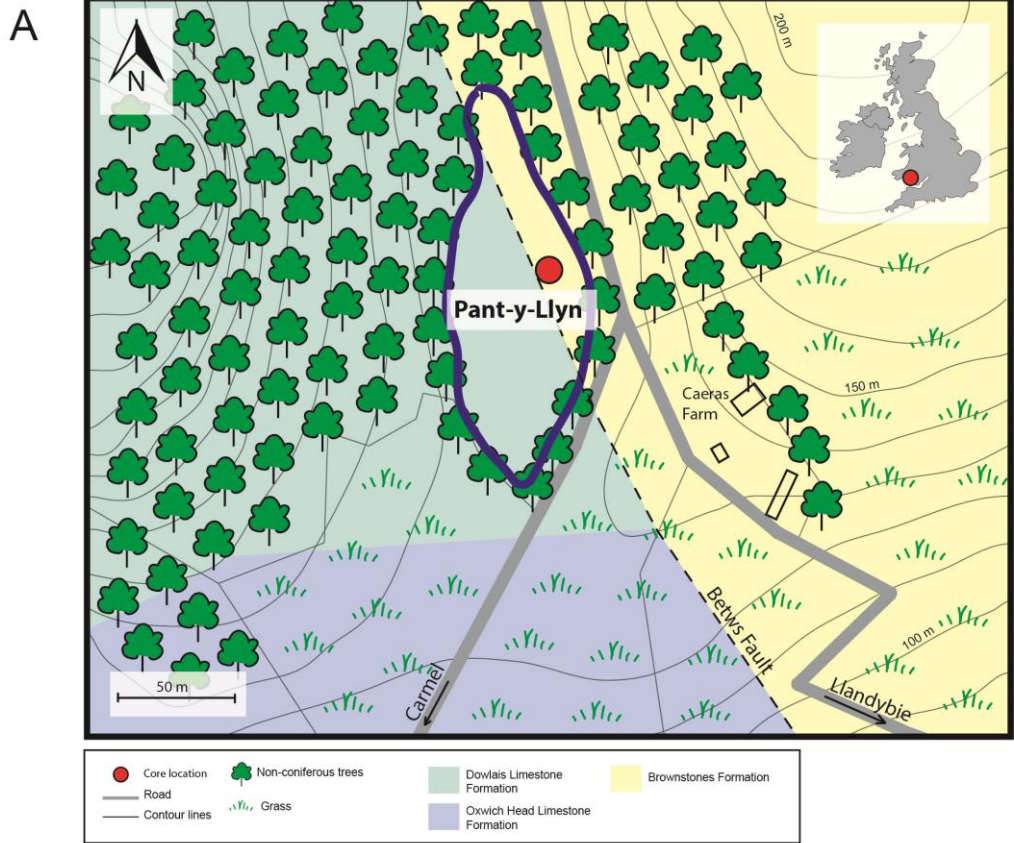 A
N
200 m
Pant-y-Llyn
Caeras
Farm
150 m
Betws Fault
100 m
50 m
Carmel
Llandybie
Core location
Road
Contour lines
Non-coniferous trees
Grass
Dowlais Limestone
Formation
Oxwich Head Limestone
Formation
Brownstones Formation